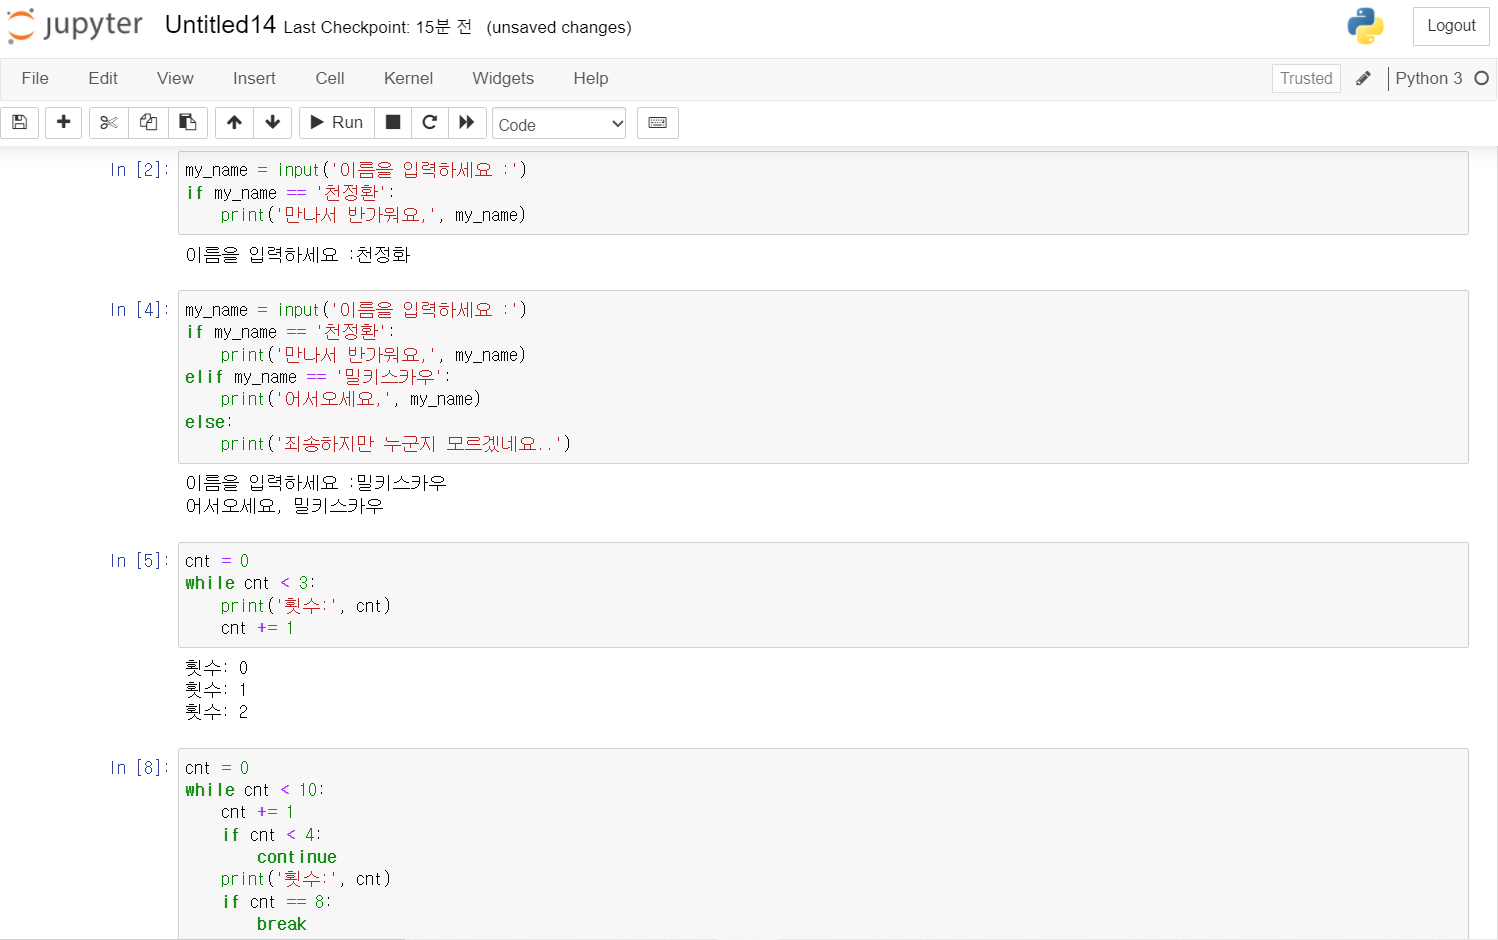 jupyter Untitled14 Last Checkpoint: 15분 전 (unsaved changes) Logout
File Edit View Insert Cell Kernel Widgets Help Trusted Python 3
Run Code
In [2]: my_name = input('이름을 입력하세요 :')
if my_name == '천정환':
    print('만나서 반가워요,', my_name)
이름을 입력하세요 :천정화
In [4]: my_name = input('이름을 입력하세요 :')
if my_name == '천정환':
    print('만나서 반가워요,', my_name)
elif my_name == '밀키스카우':
    print('어서오세요,', my_name)
else:
    print('죄송하지만 누군지 모르겠네요..')
이름을 입력하세요 :밀키스카우
어서오세요, 밀키스카우
In [5]: cnt = 0
while cnt < 3:
    print('횟수:', cnt)
    cnt += 1
횟수: 0
횟수: 1
횟수: 2
In [8]: cnt = 0
while cnt < 10:
    cnt += 1
    if cnt < 4:
        continue
    print('횟수:', cnt)
    if cnt == 8:
        break